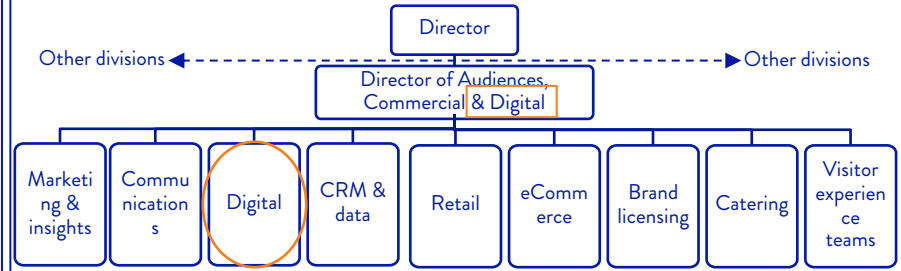 Director
Other divisions
Other divisions
Director of Audiences,
Commercial & Digital
Marketi
ng &
insights
Commu
nication
s
Digital
CRM &
data
Retail
eComm
erce
Brand
licensing
Catering
Visitor
experien
ce
teams